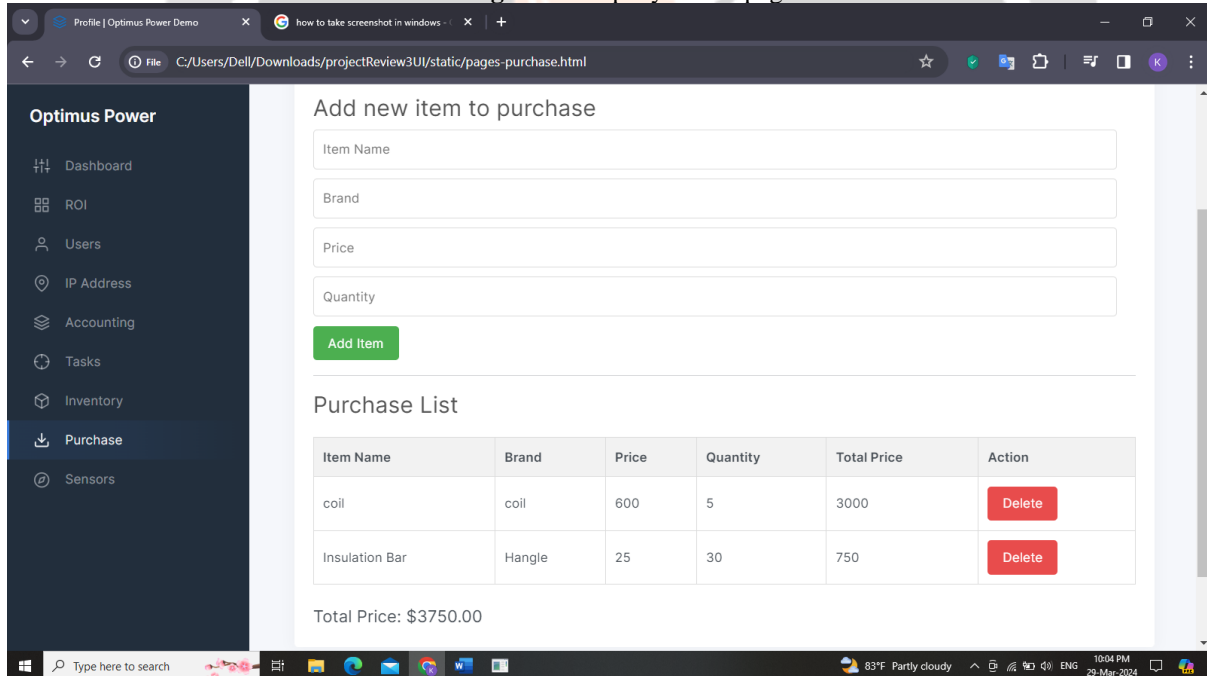 Profile | Optimus Power Demo
how to take screenshot in windows - (
File C:/Users/Dell/Downloads/projectReview3UI/static/pages-purchase.html
K
Optimus Power
Dashboard
ROI
Users
IP Address
Accounting
Tasks
Inventory
Purchase
Sensors
Add new item to purchase
Item Name
Brand
Price
Quantity
Add Item
Purchase List
Item Name Brand Price Quantity Total Price Action
coil coil 600 5 3000 Delete
Insulation Bar Hangle 25 30 750 Delete
Total Price: $3750.00
Type here to search
83°F Partly cloudy
ENG
10:04 PM
29-Mar-2024